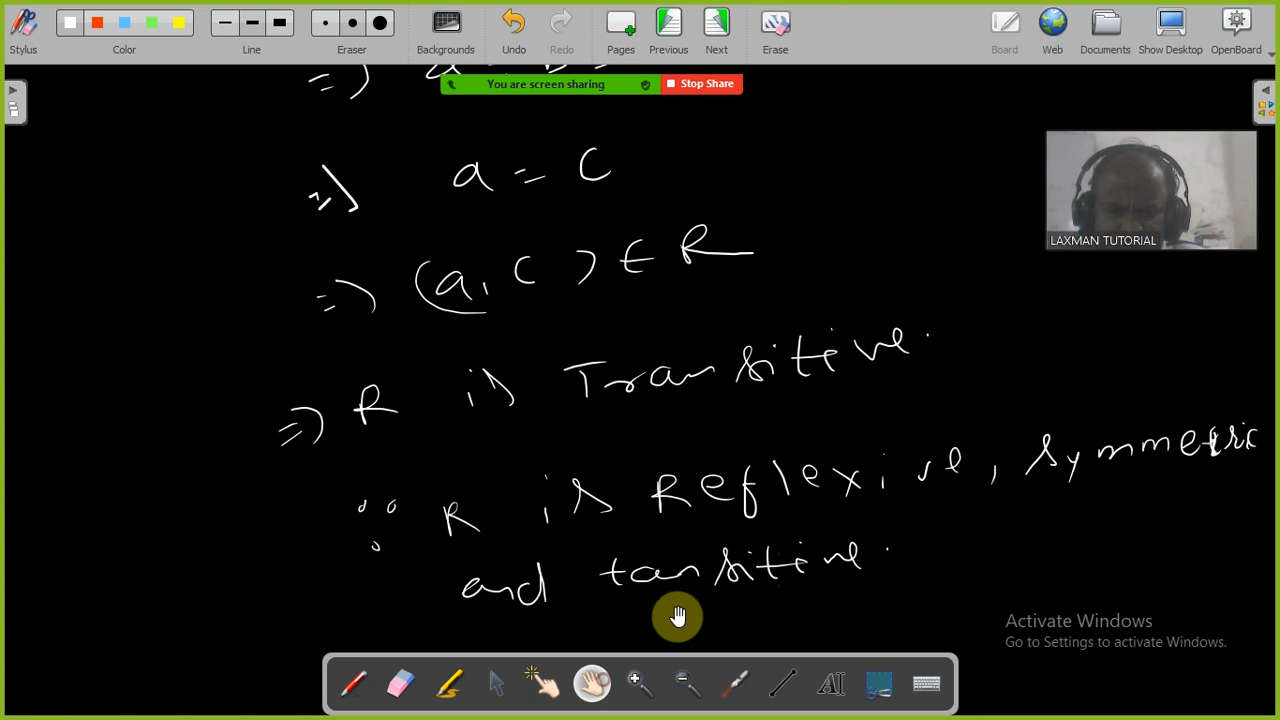 Stylus Color Line Eraser Backgrounds Undo Redo Pages Previous Next Erase Board Web Documents Show Desktop OpenBoard
You are screen sharing Stop Share
=> a = c
LAXMAN TUTORIAL
=> (a, c) ∈ R
=> R is Transitive.
∵ R is Reflexive, symmetric
and tansitive.
Activate Windows
Go to Settings to activate Windows.
AI